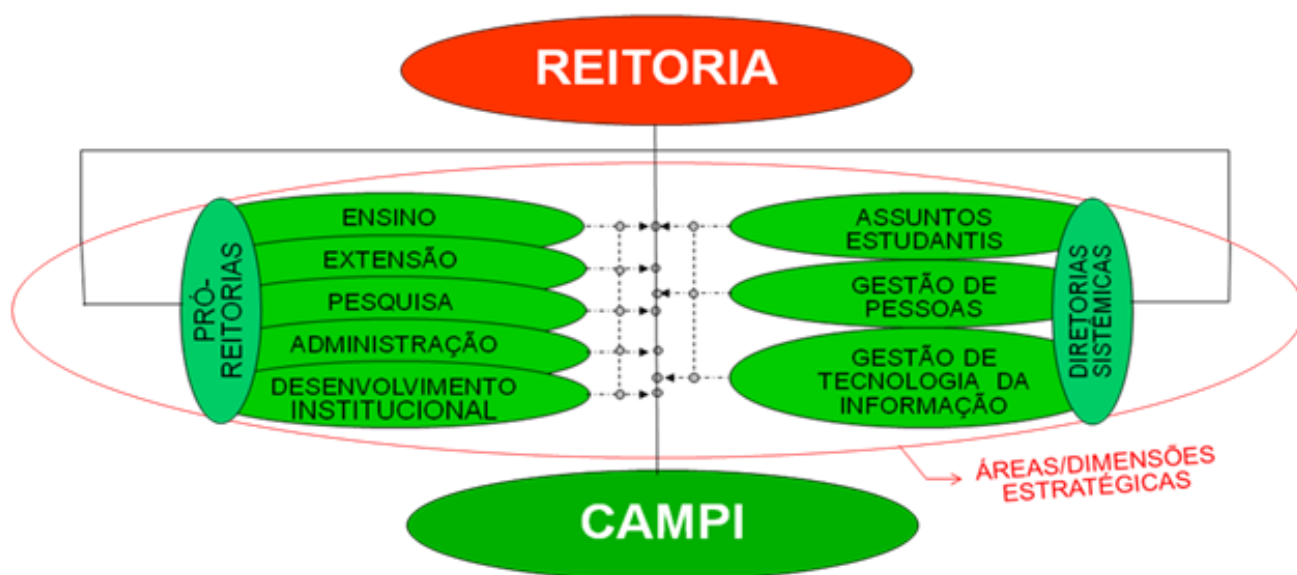 REITORIA
PRÓ-
REITORIAS
ENSINO
EXTENSÃO
PESQUISA
ADMINISTRAÇÃO
DESENVOLVIMENTO
INSTITUCIONAL
ASSUNTOS
ESTUDANTIS
GESTÃO DE
PESSOAS
GESTÃO DE
TECNOLOGIA DA
INFORMAÇÃO
DIRETORIAS
SISTÊMICAS
ÁREAS/DIMENSÕES
ESTRATÉGICAS
CAMPI